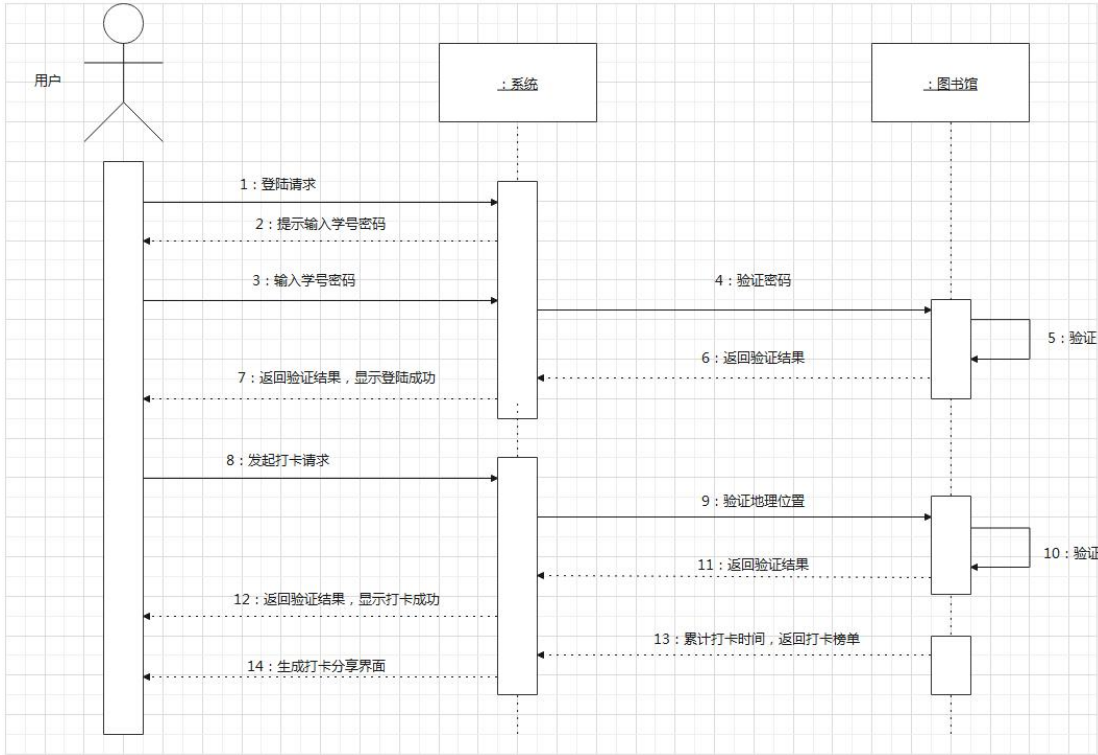 用户
：系统
：图书馆
1：登陆请求
2：提示输入学号密码
3：输入学号密码
4：验证密码
5：验证
6：返回验证结果
7：返回验证结果，显示登陆成功
8：发起打卡请求
9：验证地理位置
10：验证
11：返回验证结果
12：返回验证结果，显示打卡成功
13：累计打卡时间，返回打卡榜单
14：生成打卡分享界面